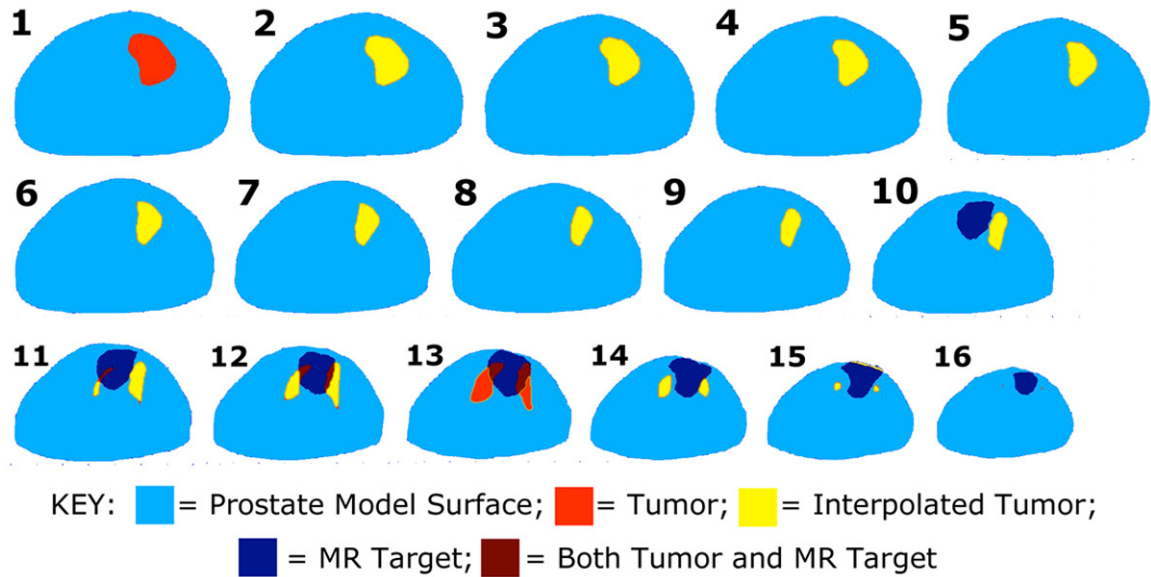 1 2 3 4 5
6 7 8 9 10
11 12 13 14 15 16
KEY: = Prostate Model Surface; = Tumor; = Interpolated Tumor;
= MR Target; = Both Tumor and MR Target